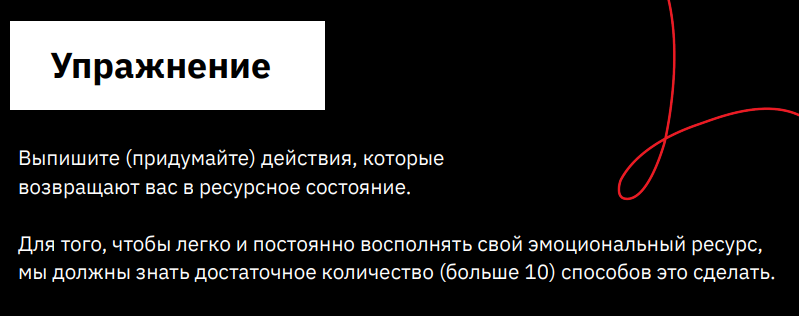 Упражнение
Выпишите (придумайте) действия, которые
возвращают вас в ресурсное состояние.
Для того, чтобы легко и постоянно восполнять свой эмоциональный ресурс,
мы должны знать достаточное количество (больше 10) способов это сделать.